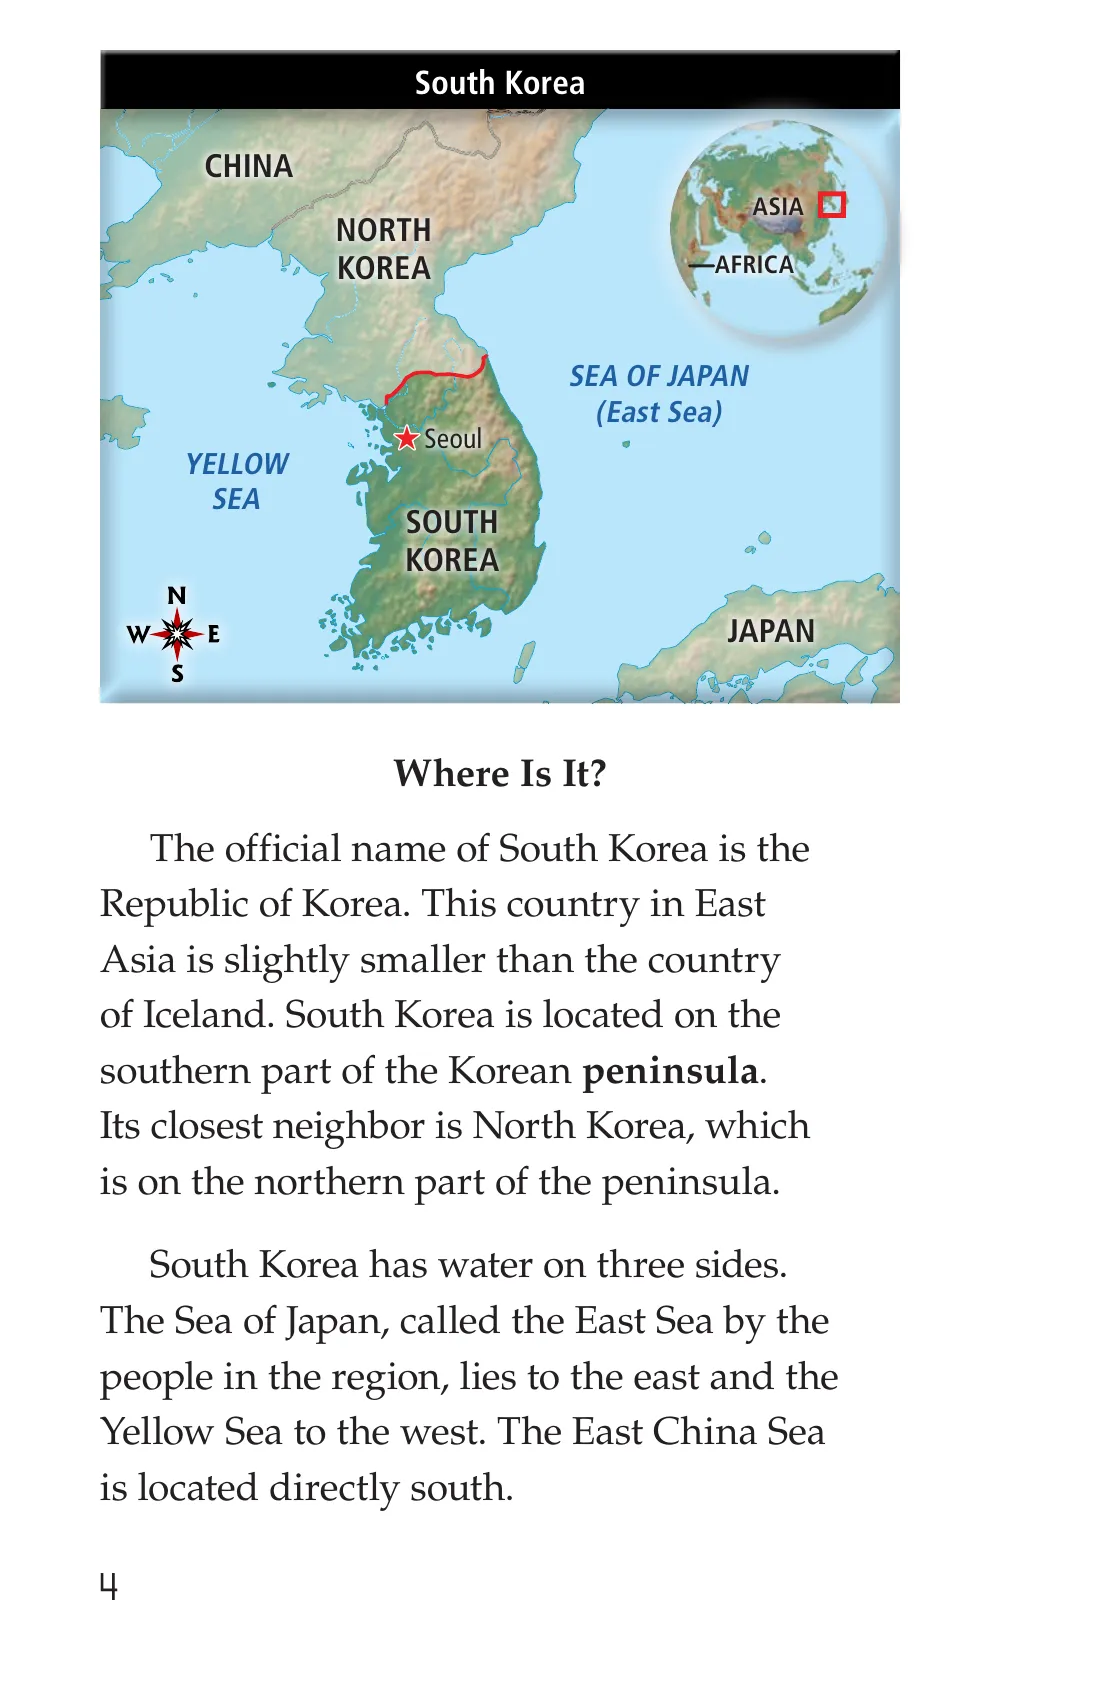 South Korea
CHINA
NORTH
KOREA
ASIA
AFRICA
SEA OF JAPAN
(East Sea)
Seoul
YELLOW
SEA
SOUTH
KOREA
N
W E
S
JAPAN
Where Is It?
The official name of South Korea is the
Republic of Korea. This country in East
Asia is slightly smaller than the country
of Iceland. South Korea is located on the
southern part of the Korean peninsula.
Its closest neighbor is North Korea, which
is on the northern part of the peninsula.
South Korea has water on three sides.
The Sea of Japan, called the East Sea by the
people in the region, lies to the east and the
Yellow Sea to the west. The East China Sea
is located directly south.
4